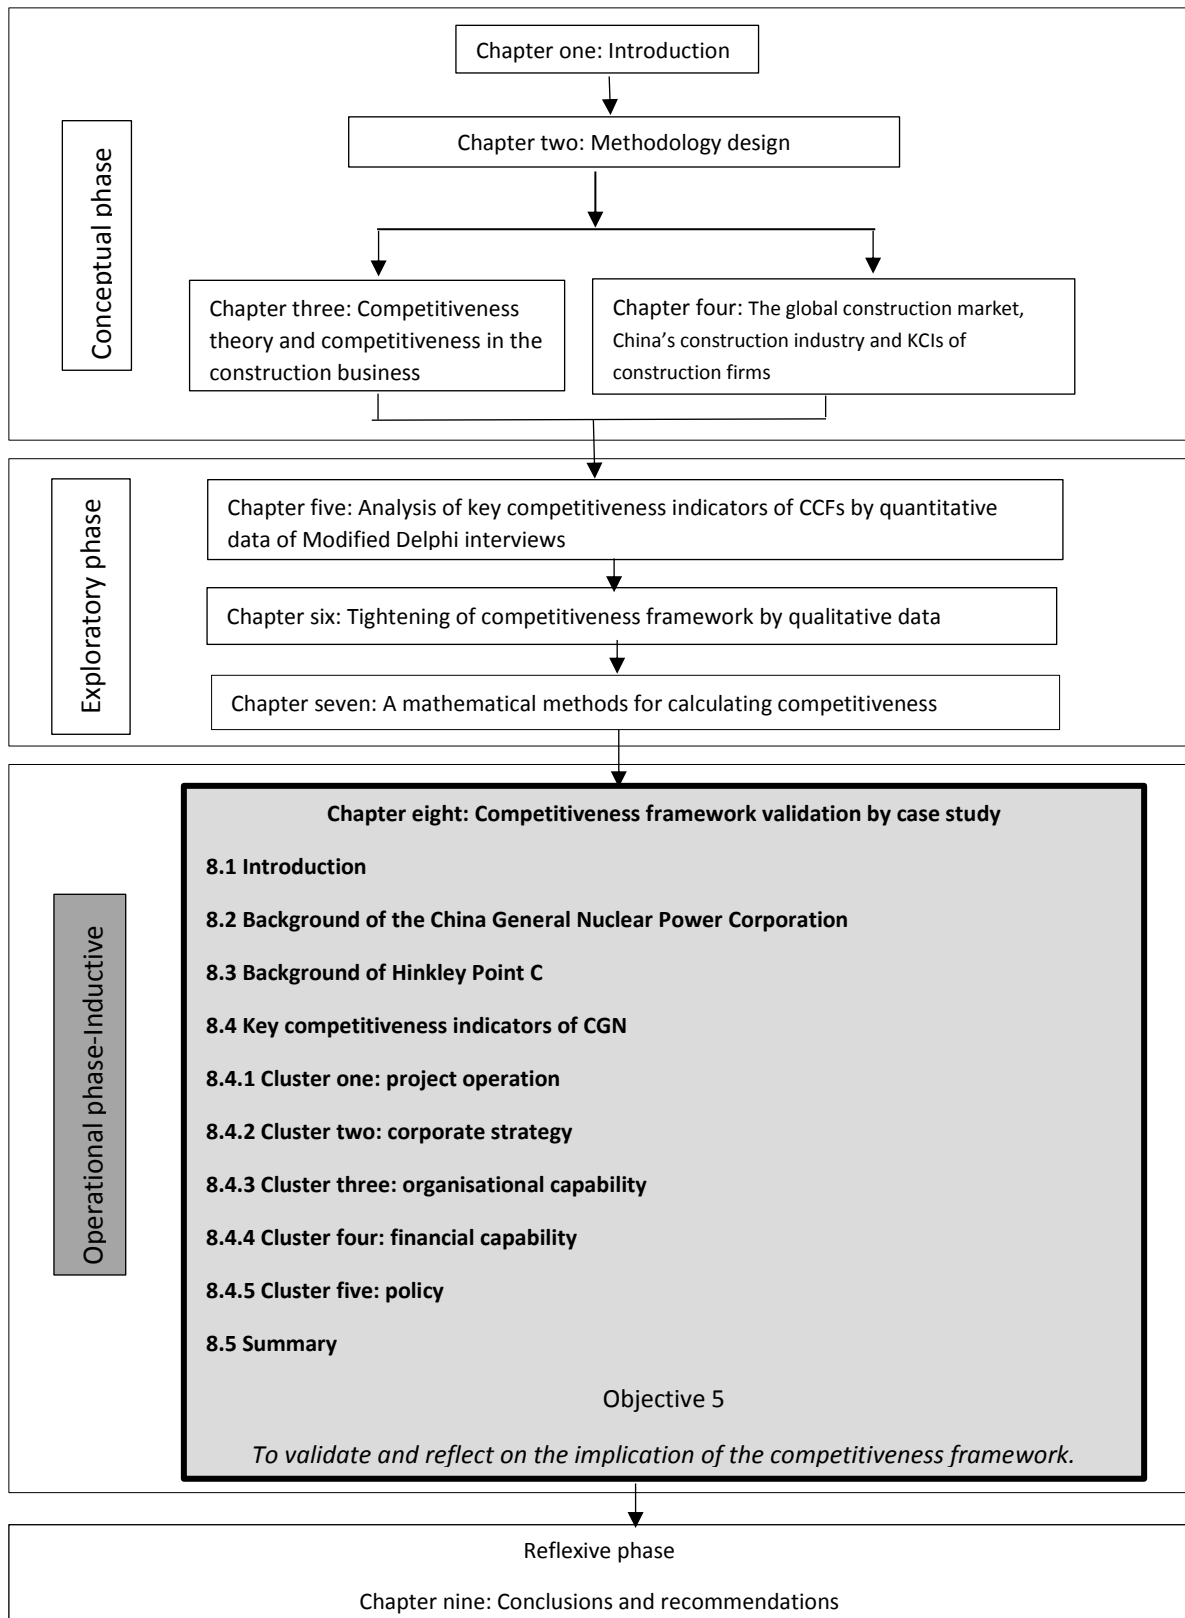 Chapter one: Introduction
Chapter two: Methodology design
Conceptual phase
Chapter three: Competitiveness
theory and competitiveness in the
construction business
Chapter four: The global construction market,
China’s construction industry and KCIs of
construction firms
Exploratory phase
Chapter five: Analysis of key competitiveness indicators of CCFs by quantitative
data of Modified Delphi interviews
Chapter six: Tightening of competitiveness framework by qualitative data
Chapter seven: A mathematical methods for calculating competitiveness
Operational phase-Inductive
Chapter eight: Competitiveness framework validation by case study
8.1 Introduction
8.2 Background of the China General Nuclear Power Corporation
8.3 Background of Hinkley Point C
8.4 Key competitiveness indicators of CGN
8.4.1 Cluster one: project operation
8.4.2 Cluster two: corporate strategy
8.4.3 Cluster three: organisational capability
8.4.4 Cluster four: financial capability
8.4.5 Cluster five: policy
8.5 Summary
Objective 5
To validate and reflect on the implication of the competitiveness framework.
Reflexive phase
Chapter nine: Conclusions and recommendations